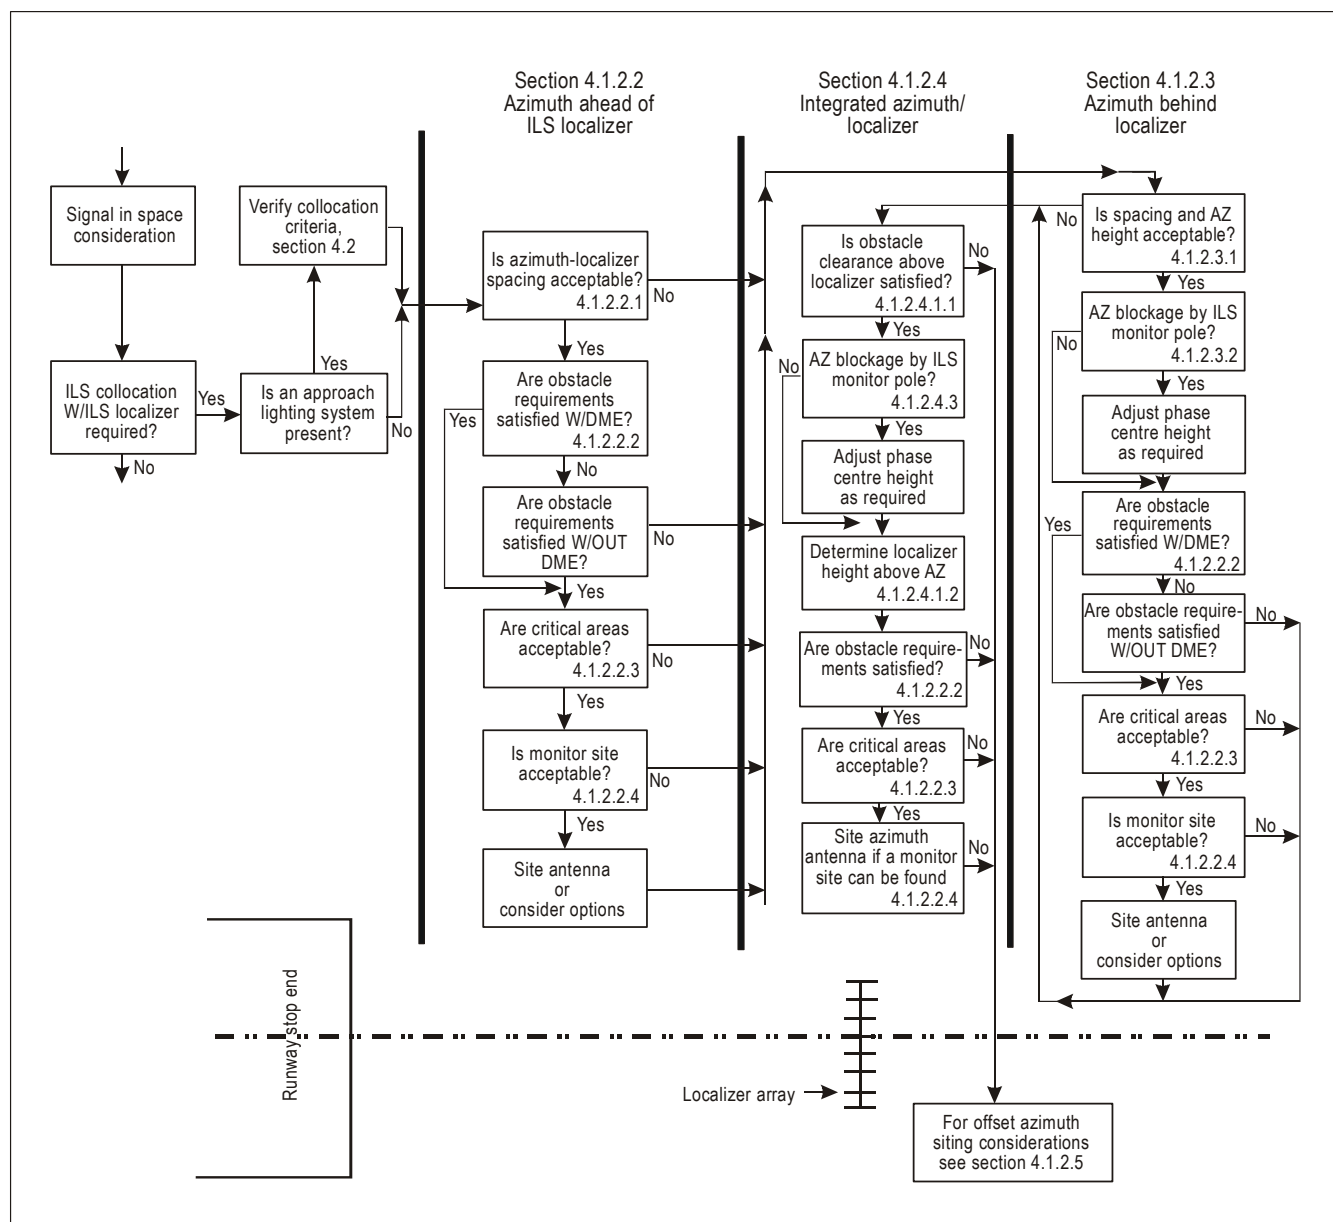 Section 4.1.2.2
Azimuth ahead of
ILS localizer
Section 4.1.2.4
Integrated azimuth/
localizer
Section 4.1.2.3
Azimuth behind
localizer
Signal in space
consideration
ILS collocation
W/ILS localizer
required?
Yes
No
Verify collocation
criteria,
section 4.2
Yes
Is an approach
lighting system
present?
No
Is azimuth-localizer
spacing acceptable?
4.1.2.2.1
No
Yes
Are obstacle
requirements
satisfied W/DME?
4.1.2.2.2
Yes
No
Are obstacle
requirements
satisfied W/OUT
DME?
No
Yes
Are critical areas
acceptable?
4.1.2.2.3
No
Yes
Is monitor site
acceptable?
4.1.2.2.4
No
Yes
Site antenna
or
consider options
Is obstacle
clearance above
localizer satisfied?
4.1.2.4.1.1
No
Yes
AZ blockage by ILS
monitor pole?
4.1.2.4.3
No
Yes
Adjust phase
centre height
as required
Determine localizer
height above AZ
4.1.2.4.1.2
Are obstacle require-
ments satisfied?
4.1.2.2.2
No
Yes
Are critical areas
acceptable?
4.1.2.2.3
No
Yes
Site azimuth
antenna if a monitor
site can be found
4.1.2.2.4
No
Is spacing and AZ
height acceptable?
4.1.2.3.1
No
Yes
AZ blockage by ILS
monitor pole?
4.1.2.3.2
No
Yes
Adjust phase
centre height
as required
Are obstacle
requirements
satisfied W/DME?
4.1.2.2.2
Yes
No
Are obstacle require-
ments satisfied
W/OUT DME?
No
Yes
Are critical areas
acceptable?
4.1.2.2.3
No
Yes
Is monitor site
acceptable?
4.1.2.2.4
No
Yes
Site antenna
or
consider options
Runway stop end
Localizer array
For offset azimuth
siting considerations
see section 4.1.2.5